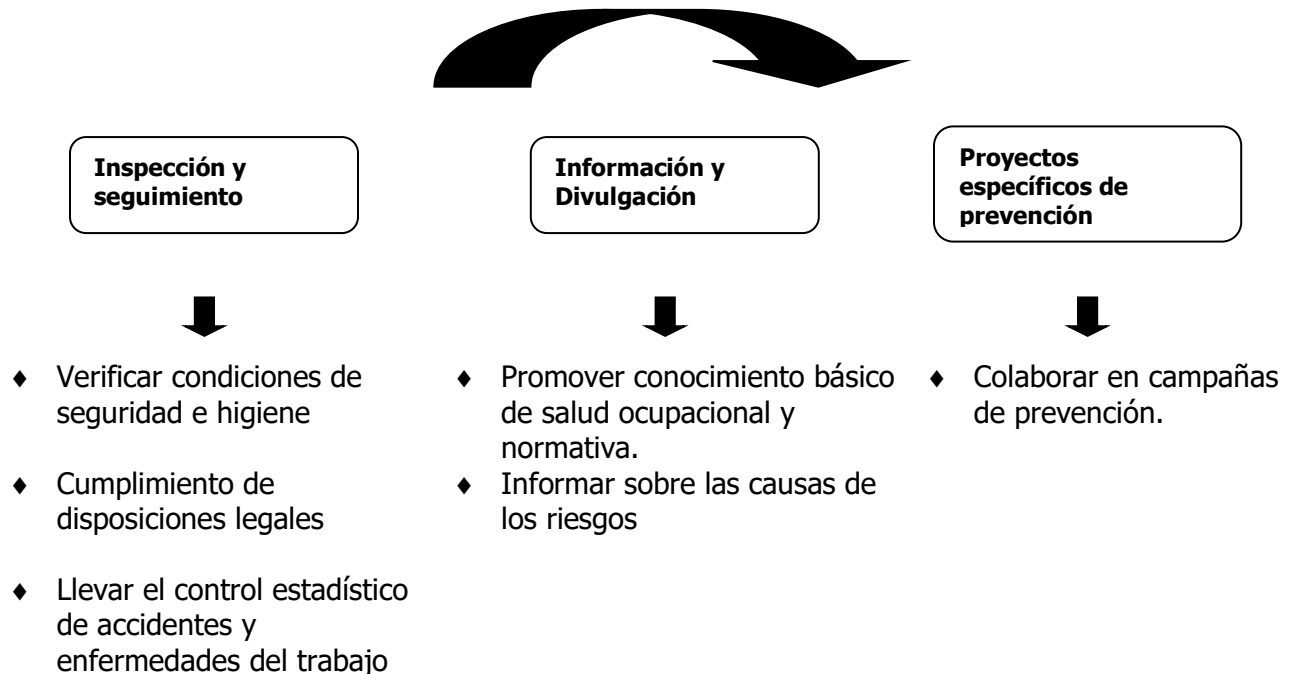 Inspección y
seguimiento
Información y
Divulgación
Proyectos
específicos de
prevención
♦ Verificar condiciones de
seguridad e higiene
♦ Cumplimiento de
disposiciones legales
♦ Llevar el control estadístico
de accidentes y
enfermedades del trabajo
♦ Promover conocimiento básico
de salud ocupacional y
normativa.
♦ Informar sobre las causas de
los riesgos
♦ Colaborar en campañas
de prevención.